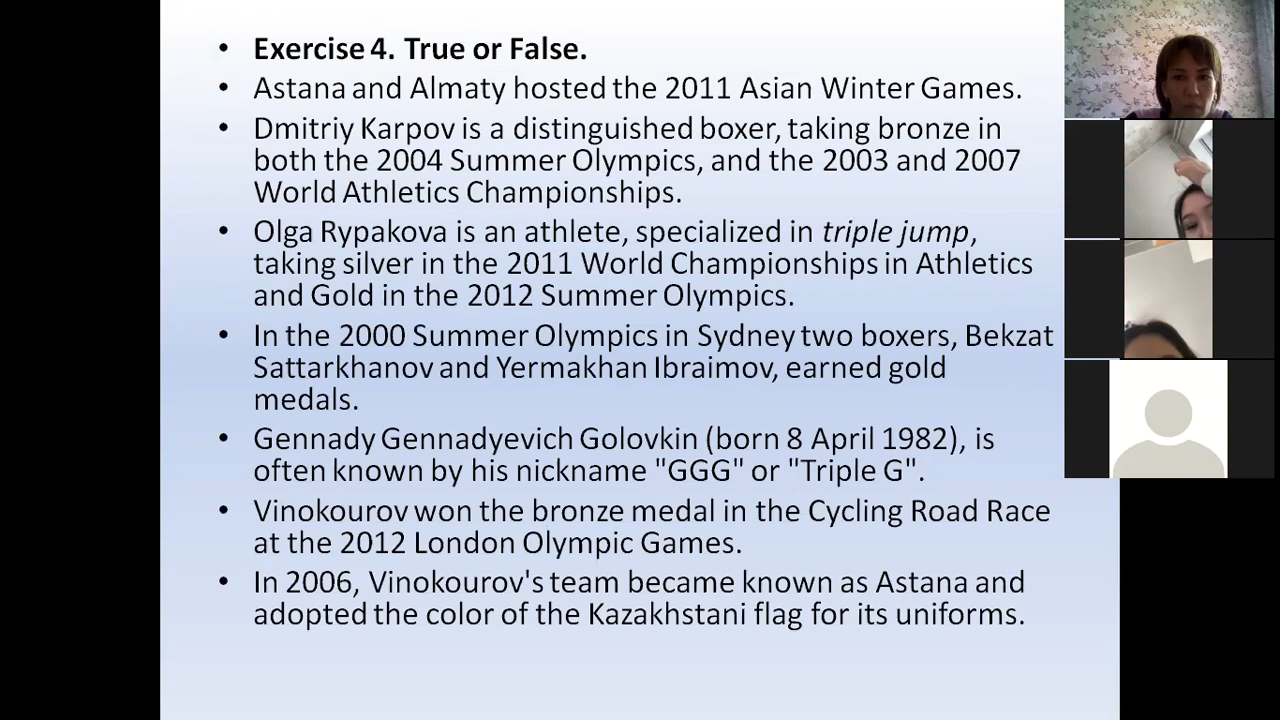 • Exercise 4. True or False.
• Astana and Almaty hosted the 2011 Asian Winter Games.
• Dmitriy Karpov is a distinguished boxer, taking bronze in
both the 2004 Summer Olympics, and the 2003 and 2007
World Athletics Championships.
• Olga Rypakova is an athlete, specialized in triple jump,
taking silver in the 2011 World Championships in Athletics
and Gold in the 2012 Summer Olympics.
• In the 2000 Summer Olympics in Sydney two boxers, Bekzat
Sattarkhanov and Yermakhan Ibraimov, earned gold
medals.
• Gennady Gennadyevich Golovkin (born 8 April 1982), is
often known by his nickname "GGG" or "Triple G".
• Vinokourov won the bronze medal in the Cycling Road Race
at the 2012 London Olympic Games.
• In 2006, Vinokourov's team became known as Astana and
adopted the color of the Kazakhstani flag for its uniforms.